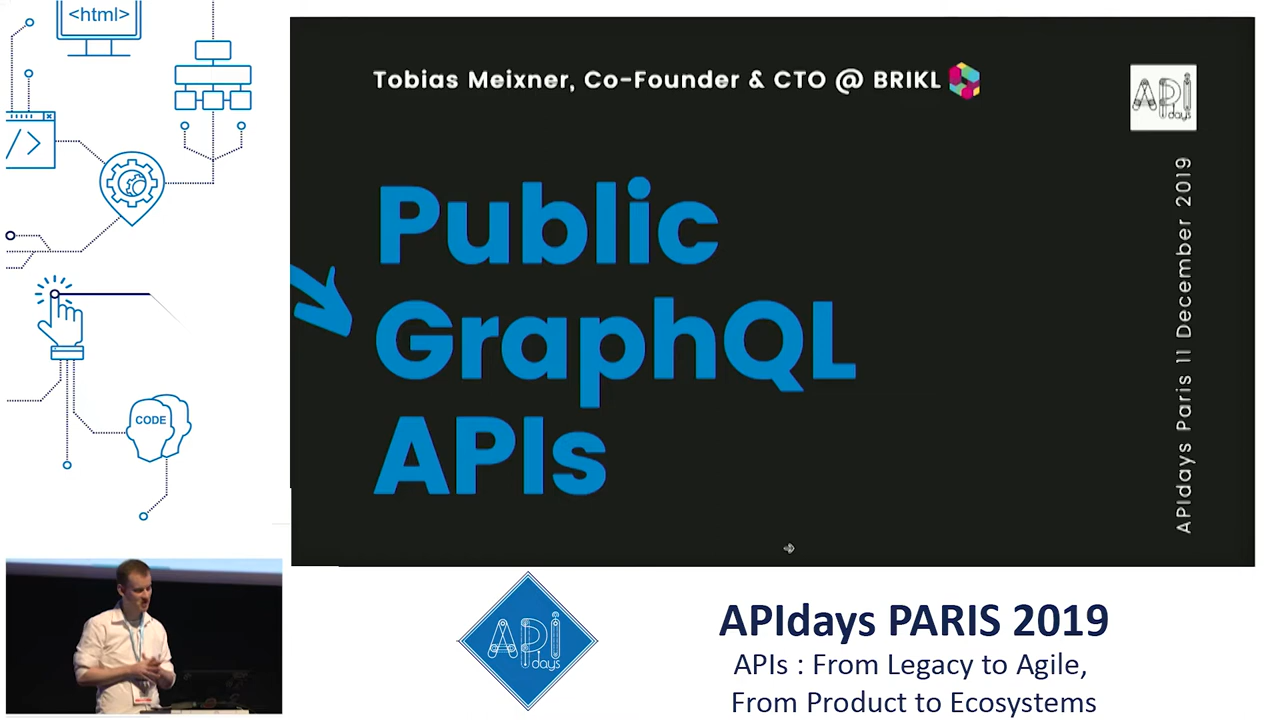 <html>
</>
CODE
Tobias Meixner, Co-Founder & CTO @ BRIKL
API
days
Public
GraphQL
APIs
APIdays Paris 11 December 2019
API
days
APIdays PARIS 2019
APIs : From Legacy to Agile,
From Product to Ecosystems